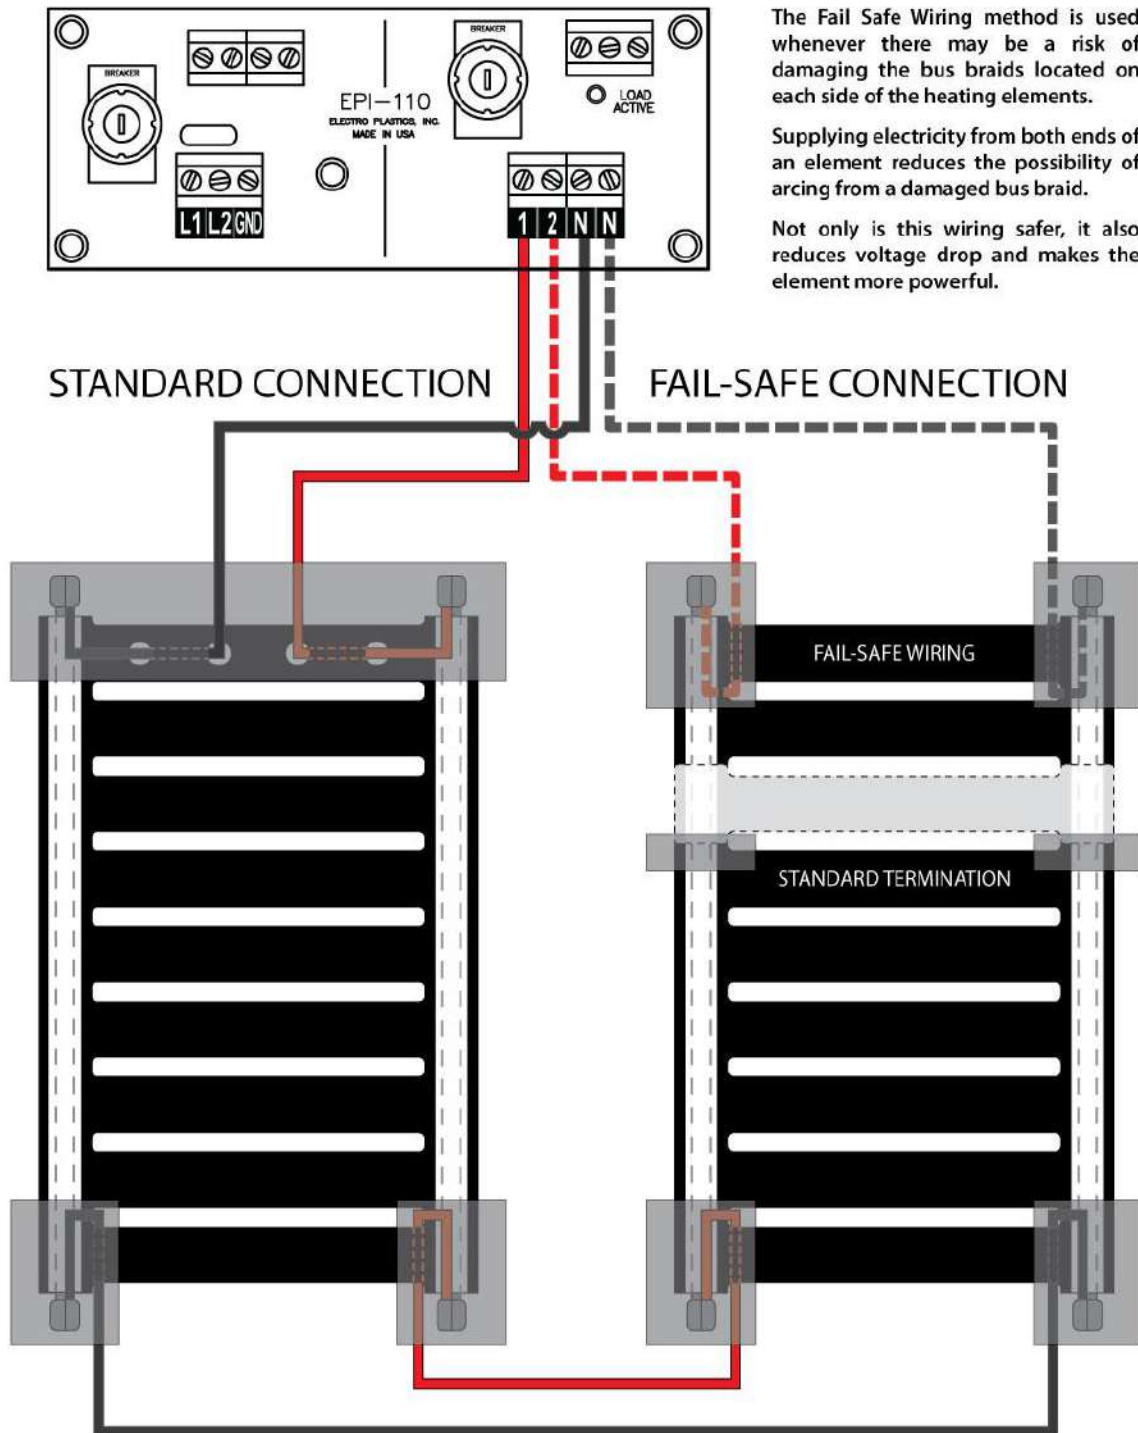 BREAKER
EPI-110
ELECTRO PLASTICS, INC.
MADE IN USA
BREAKER
LOAD
ACTIVE
L1 L2 GND
1 2 N N
The Fail Safe Wiring method is used
whenever there may be a risk of
damaging the bus braids located on
each side of the heating elements.
Supplying electricity from both ends of
an element reduces the possibility of
arcing from a damaged bus braid.
Not only is this wiring safer, it also
reduces voltage drop and makes the
element more powerful.
STANDARD CONNECTION
FAIL-SAFE CONNECTION
FAIL-SAFE WIRING
STANDARD TERMINATION